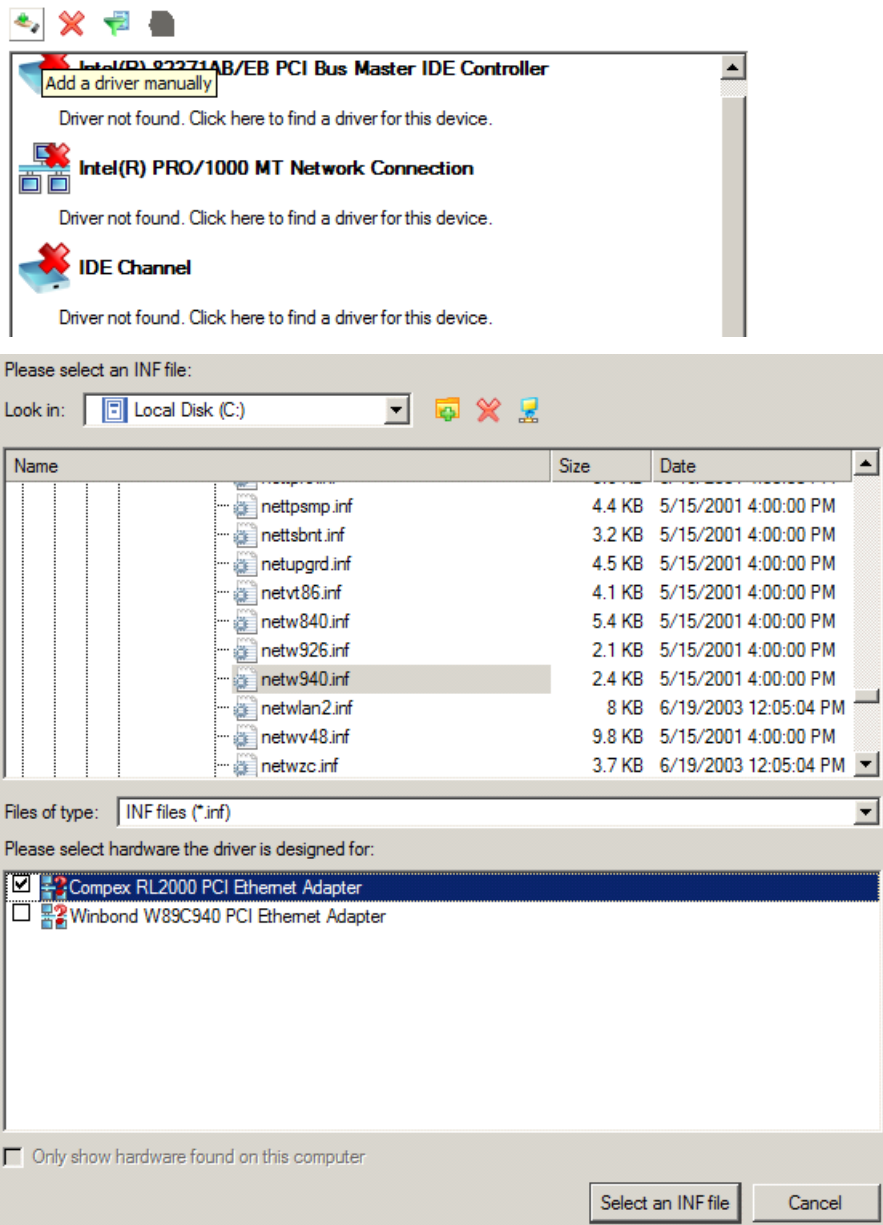 Intel(R) 82371AB/EB PCI Bus Master IDE Controller
Add a driver manually
Driver not found. Click here to find a driver for this device.
Intel(R) PRO/1000 MT Network Connection
Driver not found. Click here to find a driver for this device.
IDE Channel
Driver not found. Click here to find a driver for this device.
Please select an INF file:
Look in: Local Disk (C:)
Name Size Date
nettpsmp.inf 4.4 KB 5/15/2001 4:00:00 PM
nettsbnt.inf 3.2 KB 5/15/2001 4:00:00 PM
netupgrd.inf 4.5 KB 5/15/2001 4:00:00 PM
netvt86.inf 4.1 KB 5/15/2001 4:00:00 PM
netw840.inf 5.4 KB 5/15/2001 4:00:00 PM
netw926.inf 2.1 KB 5/15/2001 4:00:00 PM
netw940.inf 2.4 KB 5/15/2001 4:00:00 PM
netwlan2.inf 8 KB 6/19/2003 12:05:04 PM
netwv48.inf 9.8 KB 5/15/2001 4:00:00 PM
netwzc.inf 3.7 KB 6/19/2003 12:05:04 PM
Files of type: INF files (*.inf)
Please select hardware the driver is designed for:
Compex RL2000 PCI Ethernet Adapter
Winbond W89C940 PCI Ethernet Adapter
Only show hardware found on this computer
Select an INF file Cancel